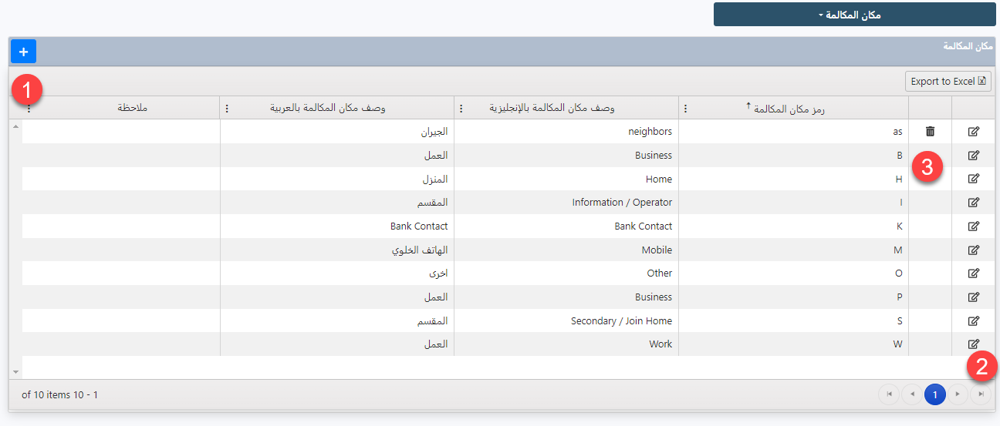 مكان المكالمة
مكان المكالمة
+
Export to Excel
1
رمز مكان المكالمة وصف مكان المكالمة بالإنجليزية وصف مكان المكالمة بالعربية ملاحظة
as neighbors الجيران
B Business العمل
3
H Home المنزل
I Information / Operator المقسم
K Bank Contact Bank Contact
M Mobile الهاتف الخلوي
O Other اخرى
P Business العمل
S Secondary / Join Home المقسم
W Work العمل
2
1
of 10 items 10 - 1